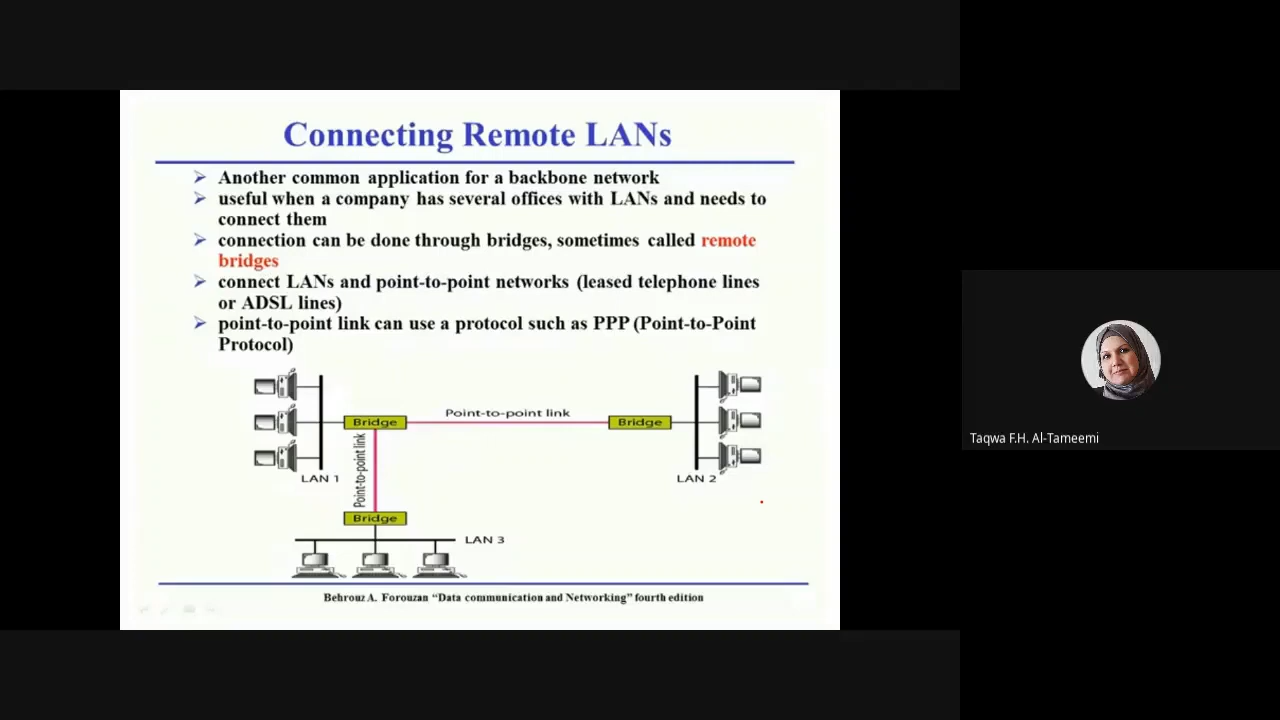 Connecting Remote LANs
Another common application for a backbone network
useful when a company has several offices with LANs and needs to
connect them
connection can be done through bridges, sometimes called remote
bridges
connect LANs and point-to-point networks (leased telephone lines
or ADSL lines)
point-to-point link can use a protocol such as PPP (Point-to-Point
Protocol)
Point-to-point link
Bridge
Bridge
Point-to-point link
LAN 1
LAN 2
Bridge
LAN 3
Behrouz A. Forouzan "Data communication and Networking" fourth edition
Taqwa F.H. Al-Tameemi